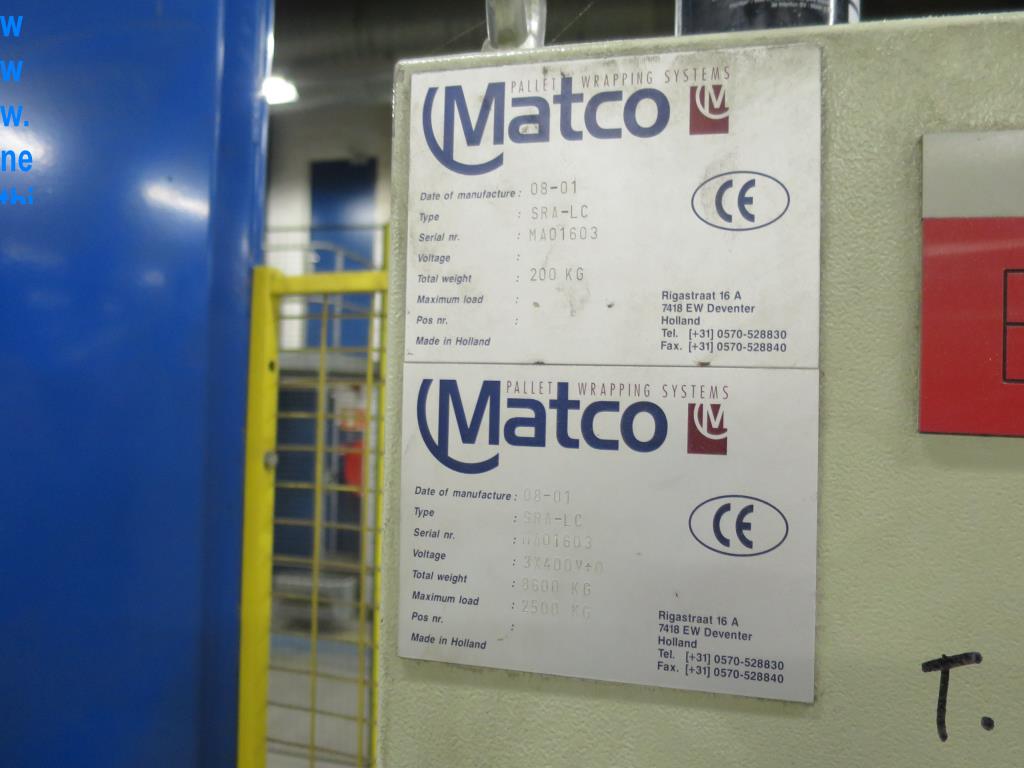 w
w
w.
ne
PALLET WRAPPING SYSTEMS
Matco M
Date of manufacture : 08-01
Type : SRA-LC
Serial nr. : MA01603
Voltage :
Total weight : 200 KG
Maximum load :
Pos nr. :
Made in Holland
CE
Rigastraat 16 A
7418 EW Deventer
Holland
Tel. [+31] 0570-528830
Fax. [+31] 0570-528840
PALLET WRAPPING SYSTEMS
Matco M
Date of manufacture : 08-01
Type : SRA-LC
Serial nr. : MA01603
Voltage : 3X400V+0
Total weight : 8600 KG
Maximum load : 2500 KG
Pos nr. :
Made in Holland
CE
Rigastraat 16 A
7418 EW Deventer
Holland
Tel. [+31] 0570-528830
Fax. [+31] 0570-528840
T.